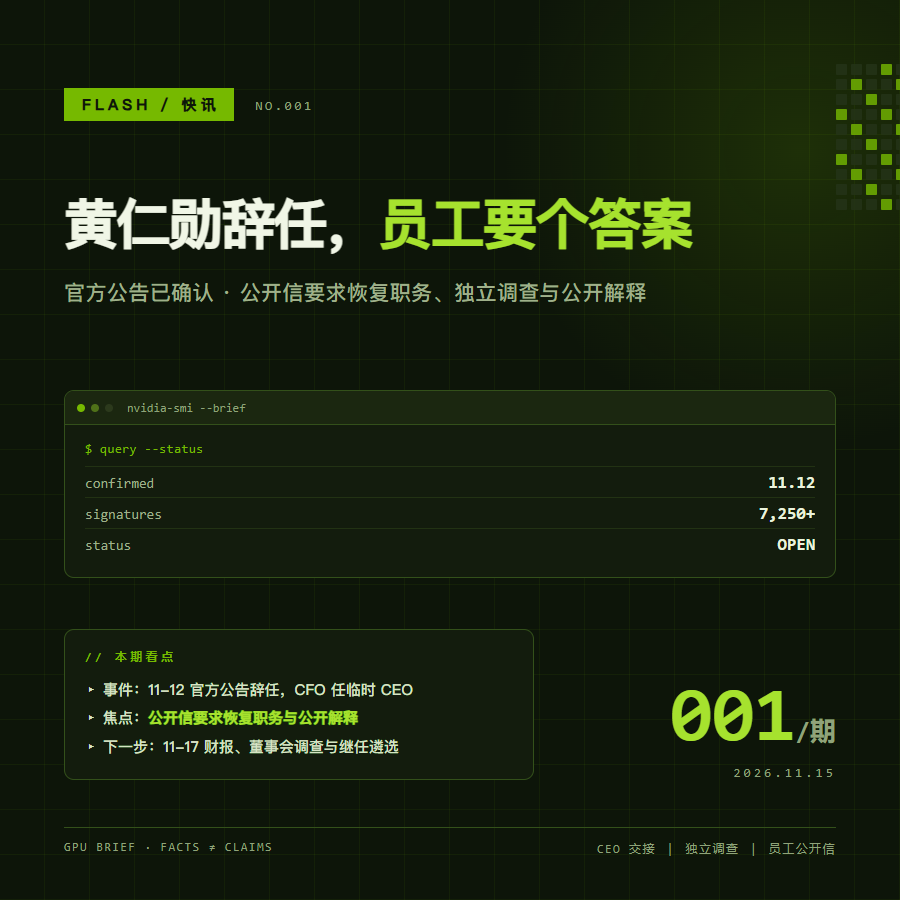 FLASH / 快讯
NO.001
黄仁勋辞任，员工要个答案
官方公告已确认 · 公开信要求恢复职务、独立调查与公开解释
nvidia-smi --brief
$ query --status
confirmed 11.12
signatures 7,250+
status OPEN
// 本期看点
▸ 事件：11–12 官方公告辞任，CFO 任临时 CEO
▸ 焦点：公开信要求恢复职务与公开解释
▸ 下一步：11–17 财报、董事会调查与继任遴选
001/期
2026.11.15
GPU BRIEF · FACTS ≠ CLAIMS
CEO 交接 | 独立调查 | 员工公开信